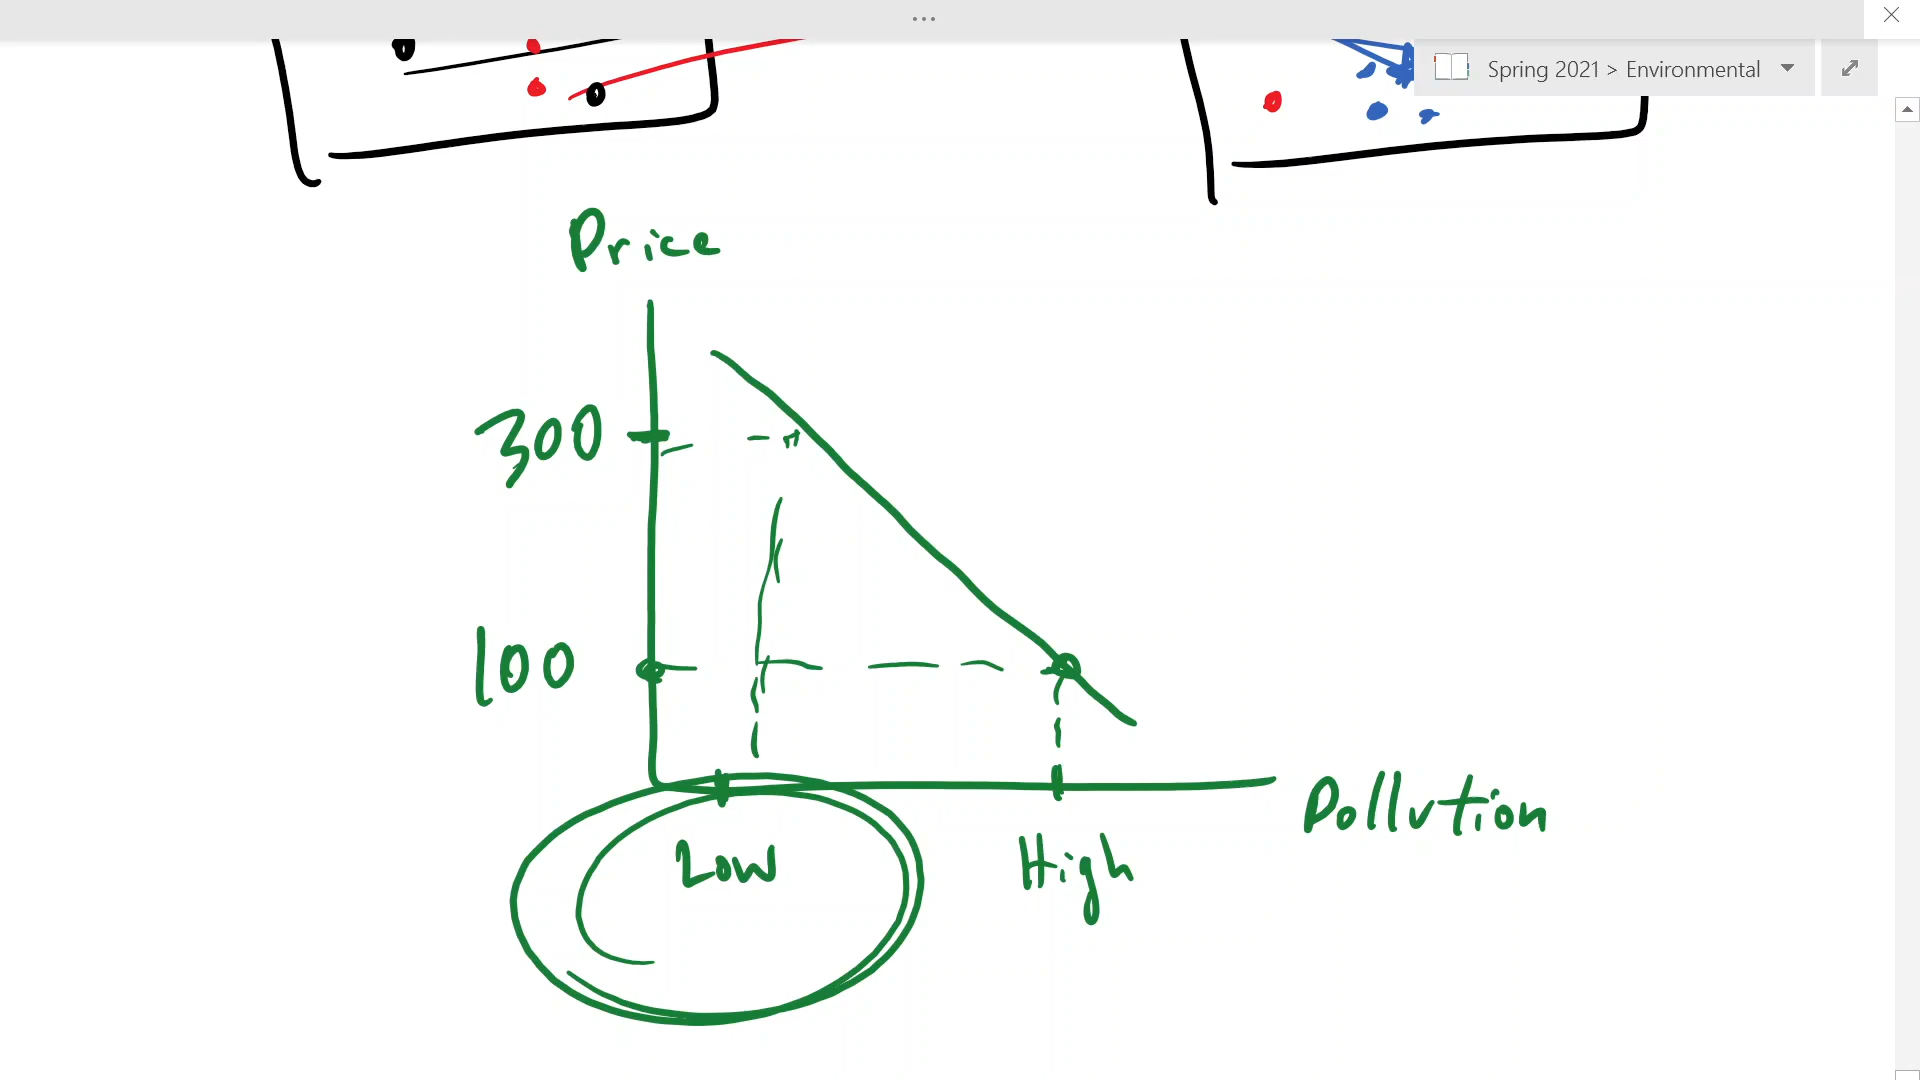 Spring 2021 > Environmental
Price
300
100
Pollution
Low
High